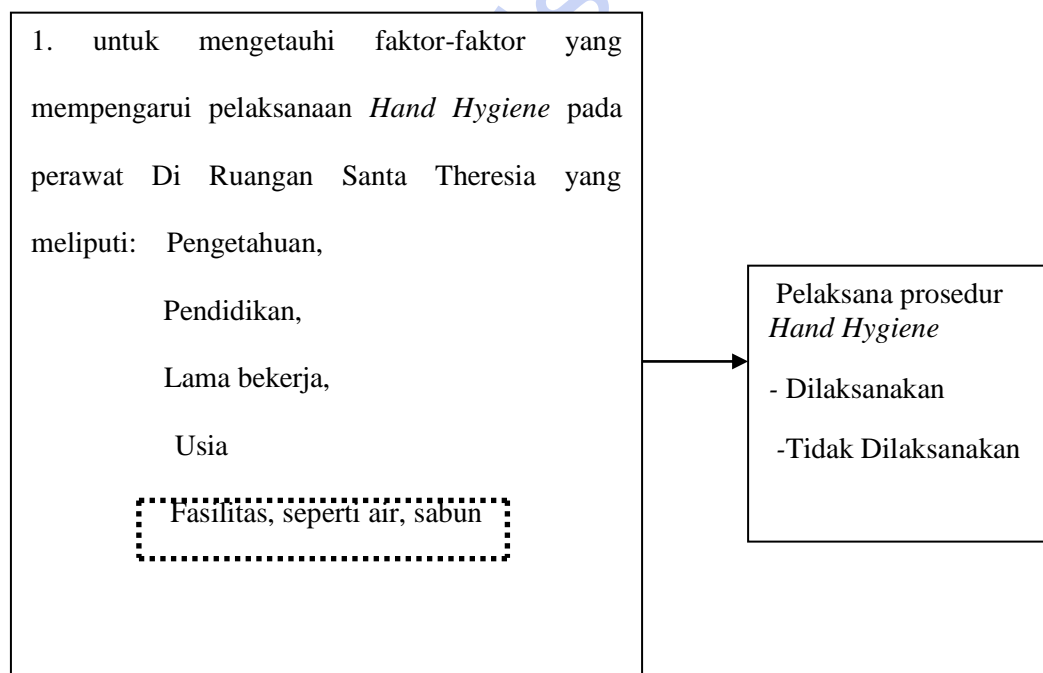 1. untuk mengetauhi faktor-faktor yang
mempengarui pelaksanaan Hand Hygiene pada
perawat Di Ruangan Santa Theresia yang
meliputi: Pengetahuan,
Pendidikan,
Lama bekerja,
Usia
Fasilitas, seperti air, sabun
Pelaksana prosedur
Hand Hygiene
- Dilaksanakan
-Tidak Dilaksanakan